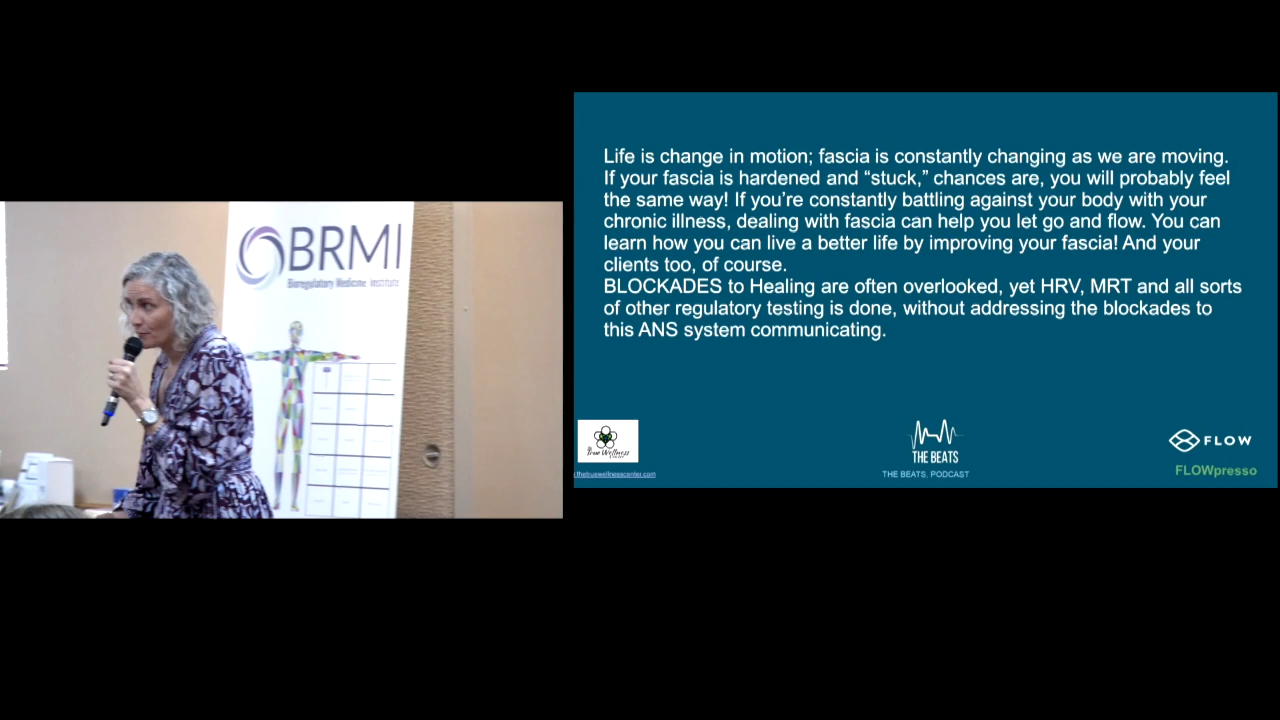 BRMI
Bioregulatory Medicine Institute
Life is change in motion; fascia is constantly changing as we are moving.
If your fascia is hardened and “stuck,” chances are, you will probably feel
the same way! If you’re constantly battling against your body with your
chronic illness, dealing with fascia can help you let go and flow. You can
learn how you can live a better life by improving your fascia! And your
clients too, of course.
BLOCKADES to Healing are often overlooked, yet HRV, MRT and all sorts
of other regulatory testing is done, without addressing the blockades to
this ANS system communicating.
True Wellness
.thetruewellnesscenter.com
THE BEATS
THE BEATS, PODCAST
FLOW
FLOWpresso